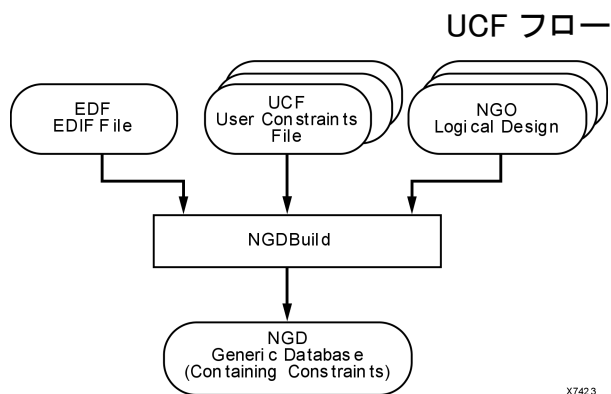 UCF フロー
EDF
EDIF File
UCF
User Constraints
File
NGO
Logical Design
NGDBuild
NGD
Generic Database
(Containing Constraints)
X7423